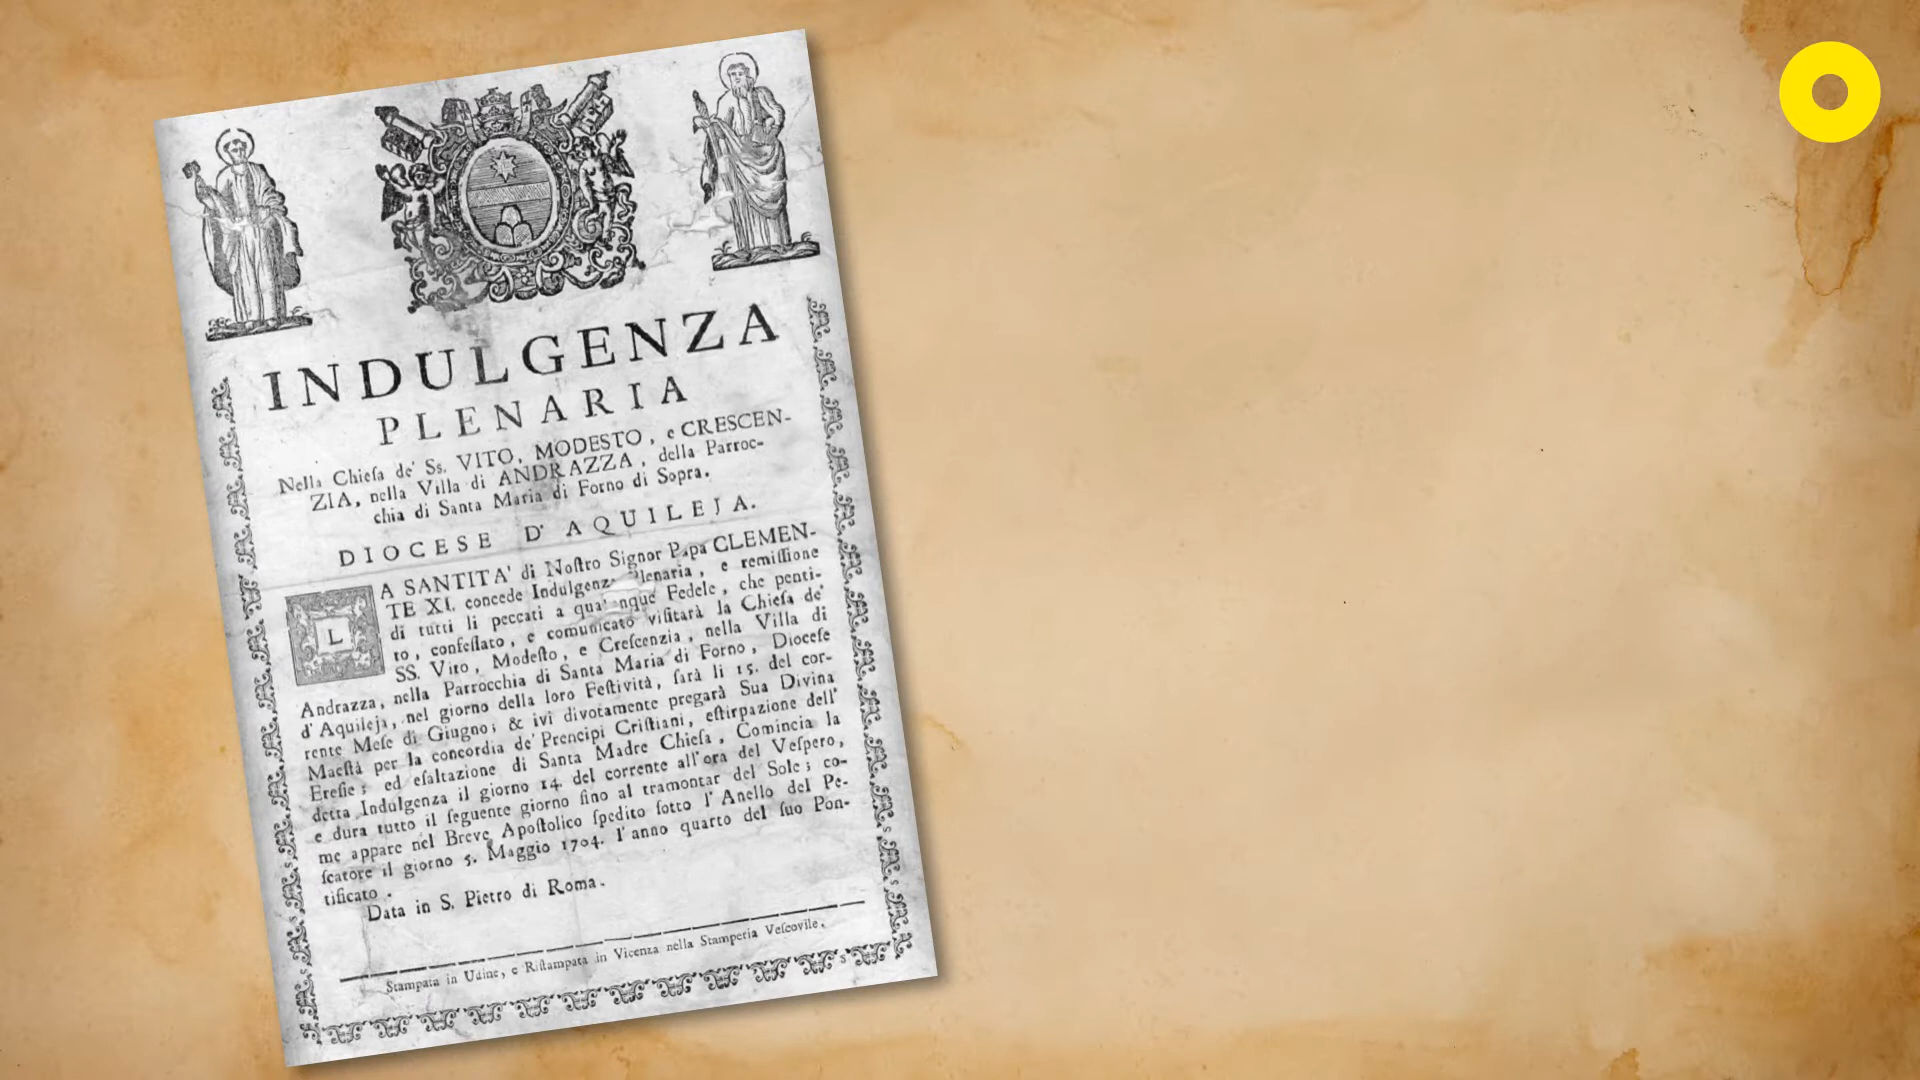 INDULGENZA
PLENARIA
Nella Chieſa de' Ss. VITO, MODESTO, e CRESCEN-
ZIA, nella Villa di ANDRAZZA, della Parroc-
chia di Santa Maria di Forno di Sopra.
DIOCESE D' AQUILEJA.
LA SANTITA' di Noſtro Signor Papa CLEMEN-
TE XI. concede Indulgenza Plenaria, e remiſſione
di tutti li peccati a qualunque Fedele, che penti-
to, confeſſato, e comunicato viſitarà la Chieſa de'
SS. Vito, Modeſto, e Creſcenzia, nella Villa di
Andrazza, nella Parrocchia di Santa Maria di Forno, Dioceſe
d'Aquileja, nel giorno della loro Feſtività, ſarà li 15. del cor-
rente Meſe di Giugno; & ivi divotamente pregarà Sua Divina
Maeſtà per la concordia de' Prencipi Criſtiani, eſtirpazione dell'
Ereſie; ed eſaltazione di Santa Madre Chieſa. Comincia la
detta Indulgenza il giorno 14. del corrente all'ora del Veſpero,
e dura tutto il ſeguente giorno fino al tramontar del Sole; co-
me appare nel Breve Apoſtolico ſpedito ſotto l'Anello del Pe-
ſcatore il giorno 5. Maggio 1704. l'anno quarto del ſuo Pon-
tificato.
Data in S. Pietro di Roma.
Stampata in Udine, e Riſtampata in Vicenza nella Stamperia Veſcovile.